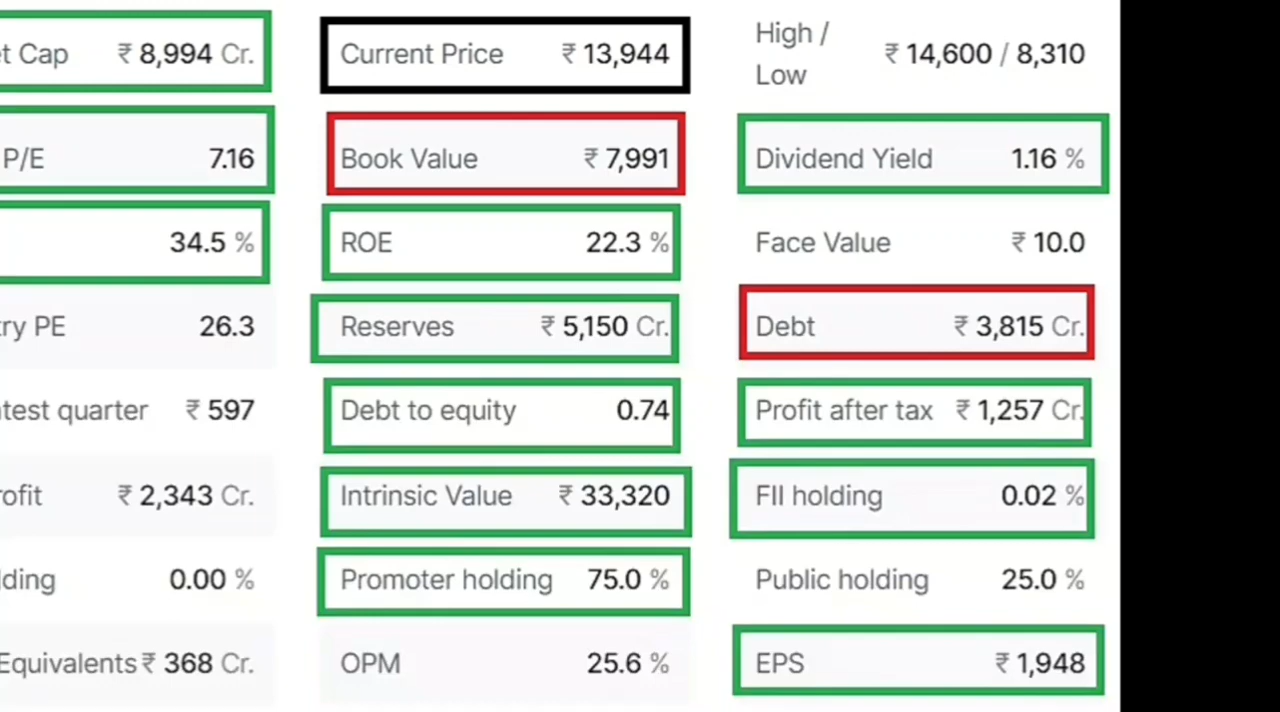 t Cap ₹ 8,994 Cr.
Current Price ₹ 13,944
High / Low ₹ 14,600 / 8,310
P/E 7.16
Book Value ₹ 7,991
Dividend Yield 1.16 %
34.5 %
ROE 22.3 %
Face Value ₹ 10.0
try PE 26.3
Reserves ₹ 5,150 Cr.
Debt ₹ 3,815 Cr.
atest quarter ₹ 597
Debt to equity 0.74
Profit after tax ₹ 1,257 Cr.
rofit ₹ 2,343 Cr.
Intrinsic Value ₹ 33,320
FII holding 0.02 %
lding 0.00 %
Promoter holding 75.0 %
Public holding 25.0 %
Equivalents ₹ 368 Cr.
OPM 25.6 %
EPS ₹ 1,948